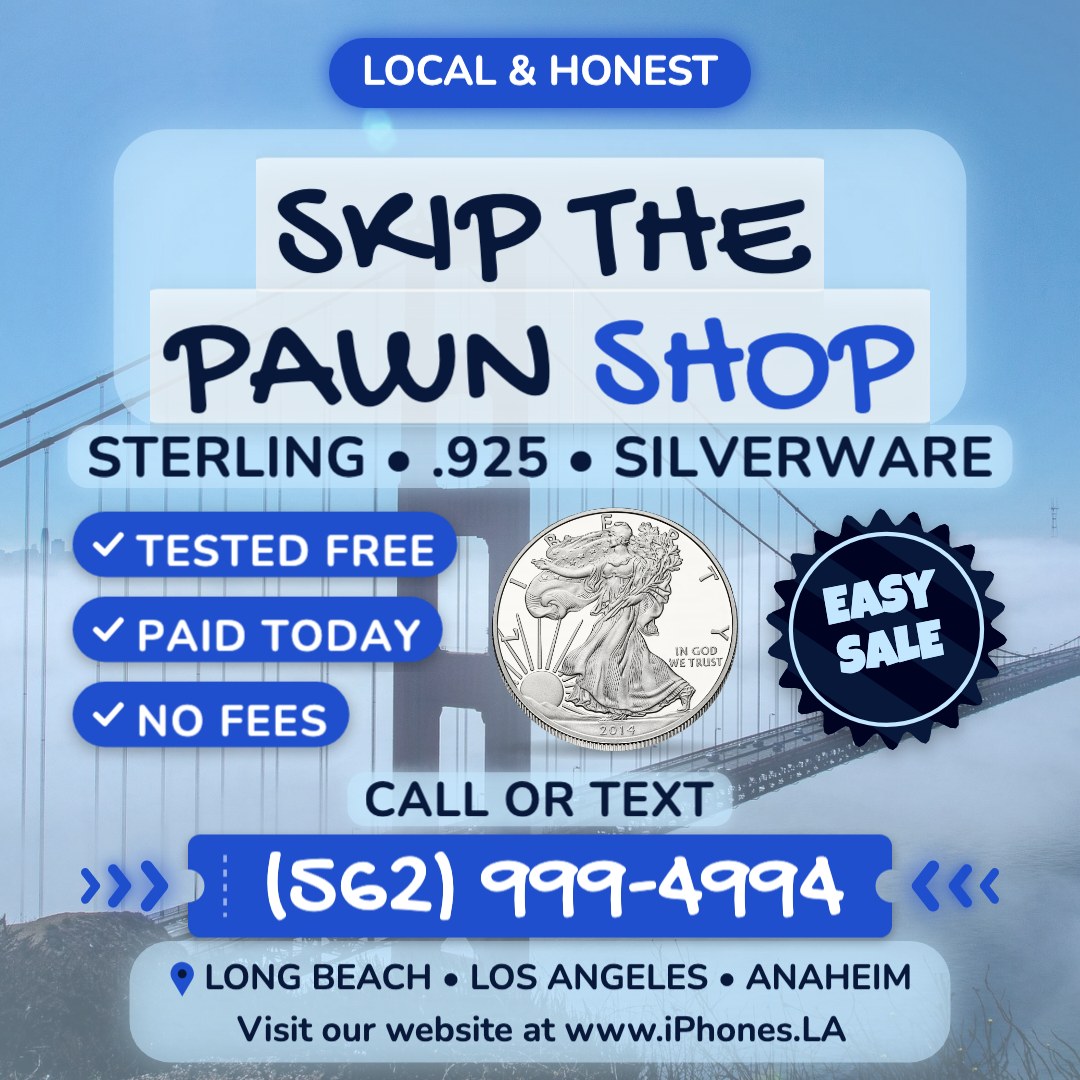 LOCAL & HONEST
SKIP THE
PAWN SHOP
STERLING • .925 • SILVERWARE
✓ TESTED FREE
✓ PAID TODAY
✓ NO FEES
LIBERTY
IN GOD
WE TRUST
2014
EASY
SALE
CALL OR TEXT
(562) 999-4994
LONG BEACH • LOS ANGELES • ANAHEIM
Visit our website at www.iPhones.LA